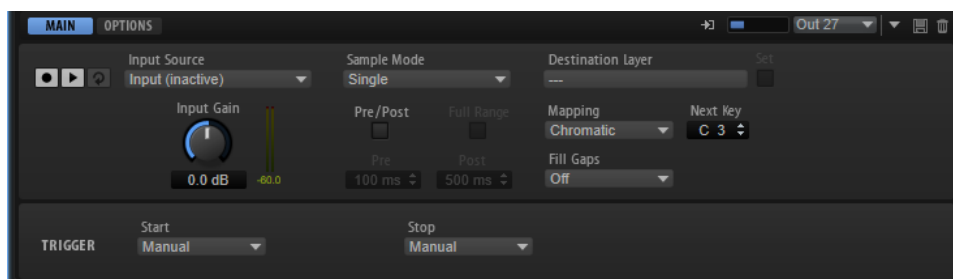 MAIN OPTIONS Out 27
Input Source Sample Mode Destination Layer Set
Input (inactive) Single ---
Input Gain Pre/Post Full Range Mapping Next Key
Chromatic C 3
Pre Post Fill Gaps
0.0 dB -60.0 100 ms 500 ms Off
Start Stop
TRIGGER Manual Manual